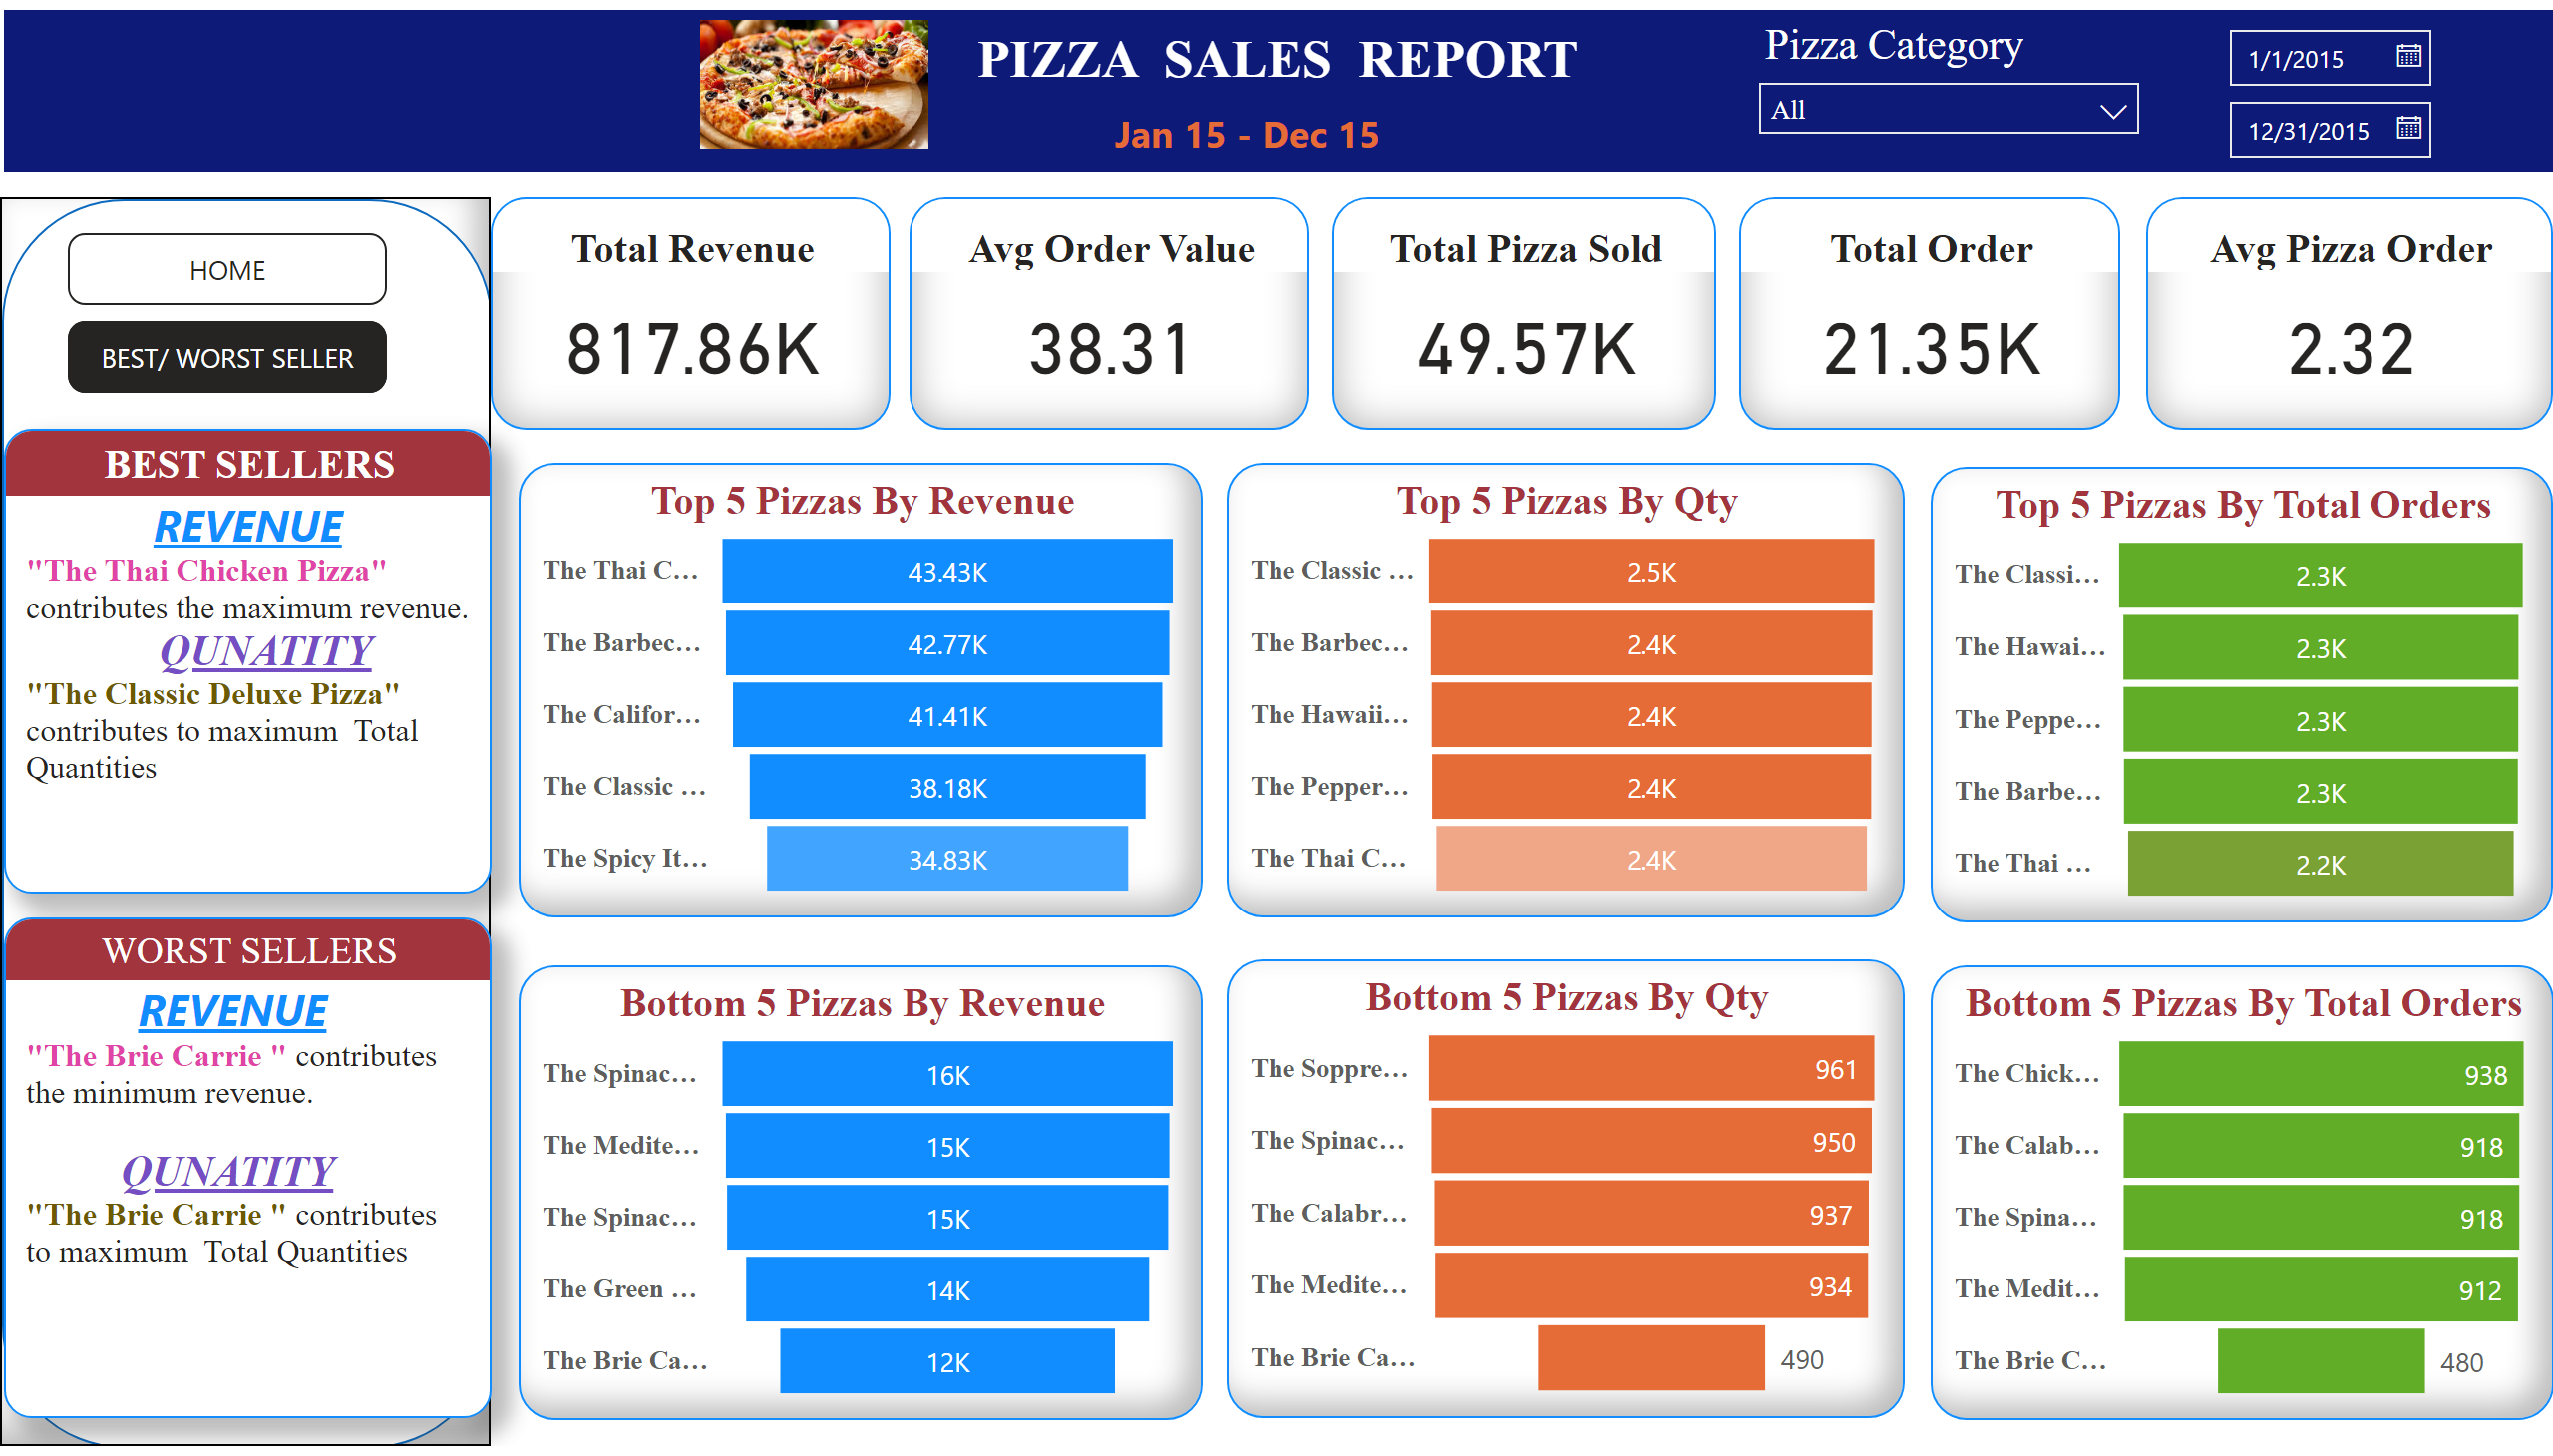 PIZZA SALES REPORT
Jan 15 - Dec 15
Pizza Category
All
1/1/2015
12/31/2015
HOME
BEST/ WORST SELLER
Total Revenue
817.86K
Avg Order Value
38.31
Total Pizza Sold
49.57K
Total Order
21.35K
Avg Pizza Order
2.32
BEST SELLERS
REVENUE
"The Thai Chicken Pizza"
contributes the maximum revenue.
QUNATITY
"The Classic Deluxe Pizza"
contributes to maximum Total
Quantities
WORST SELLERS
REVENUE
"The Brie Carrie " contributes
the minimum revenue.
QUNATITY
"The Brie Carrie " contributes
to maximum Total Quantities
Top 5 Pizzas By Revenue
The Thai C... 43.43K
The Barbec... 42.77K
The Califor... 41.41K
The Classic ... 38.18K
The Spicy It... 34.83K
Top 5 Pizzas By Qty
The Classic ... 2.5K
The Barbec... 2.4K
The Hawaii... 2.4K
The Pepper... 2.4K
The Thai C... 2.4K
Top 5 Pizzas By Total Orders
The Classi... 2.3K
The Hawai... 2.3K
The Peppe... 2.3K
The Barbe... 2.3K
The Thai ... 2.2K
Bottom 5 Pizzas By Revenue
The Spinac... 16K
The Medite... 15K
The Spinac... 15K
The Green ... 14K
The Brie Ca... 12K
Bottom 5 Pizzas By Qty
The Soppre... 961
The Spinac... 950
The Calabr... 937
The Medite... 934
The Brie Ca... 490
Bottom 5 Pizzas By Total Orders
The Chick... 938
The Calab... 918
The Spina... 918
The Medit... 912
The Brie C... 480